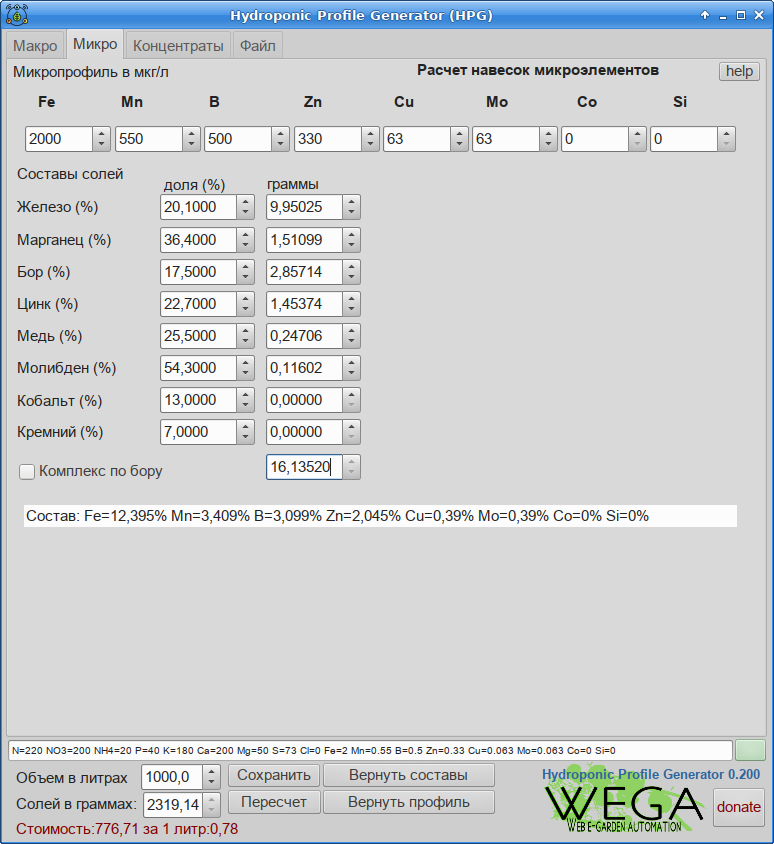 Hydroponic Profile Generator (HPG)
Макро Микро Концентраты Файл
Микропрофиль в мкг/л Расчет навесок микроэлементов help
Fe Mn B Zn Cu Mo Co Si
2000 550 500 330 63 63 0 0
Составы солей
доля (%) граммы
Железо (%) 20,1000 9,95025
Марганец (%) 36,4000 1,51099
Бор (%) 17,5000 2,85714
Цинк (%) 22,7000 1,45374
Медь (%) 25,5000 0,24706
Молибден (%) 54,3000 0,11602
Кобальт (%) 13,0000 0,00000
Кремний (%) 7,0000 0,00000
Комплекс по бору 16,13520
Состав: Fe=12,395% Mn=3,409% B=3,099% Zn=2,045% Cu=0,39% Mo=0,39% Co=0% Si=0%
N=220 NO3=200 NH4=20 P=40 K=180 Ca=200 Mg=50 S=73 Cl=0 Fe=2 Mn=0.55 B=0.5 Zn=0.33 Cu=0.063 Mo=0.063 Co=0 Si=0
Объем в литрах 1000,0 Сохранить Вернуть составы Hydroponic Profile Generator 0.200
Солей в граммах: 2319,14 Пересчет Вернуть профиль WEGA donate
WEB E-GARDEN AUTOMATION
Стоимость:776,71 за 1 литр:0,78